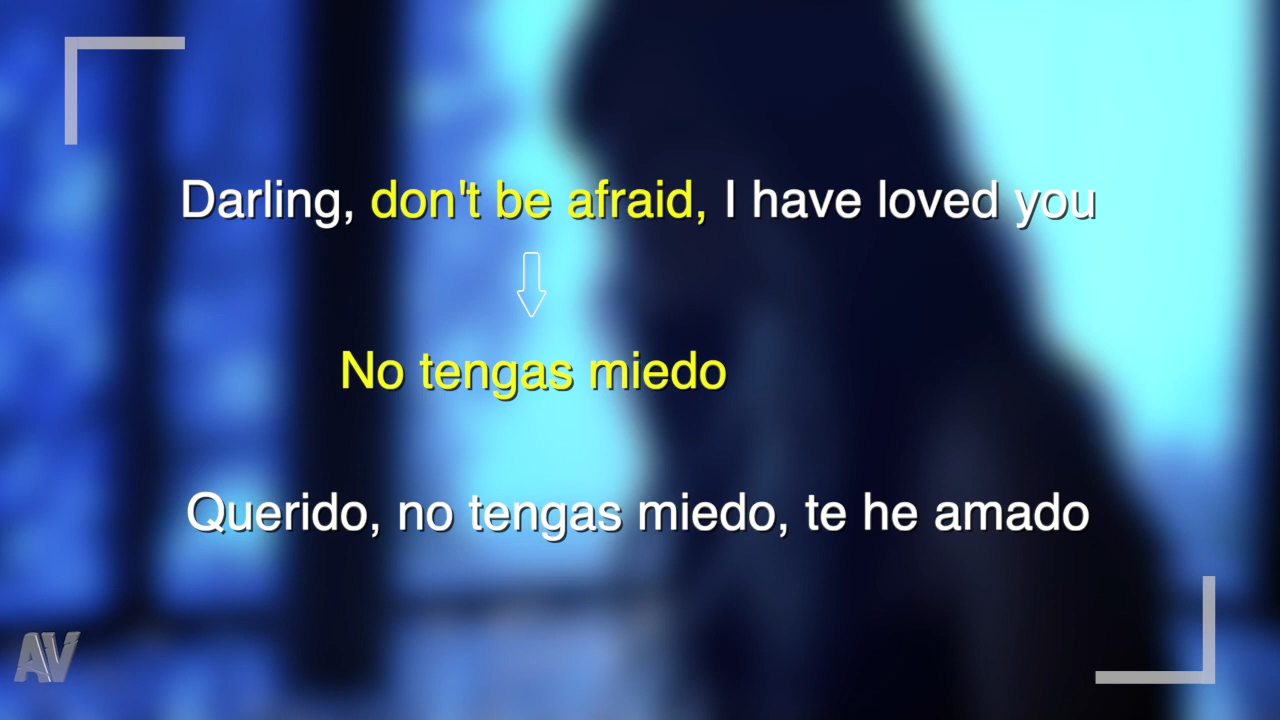 Darling, don't be afraid, I have loved you
No tengas miedo
Querido, no tengas miedo, te he amado
AV